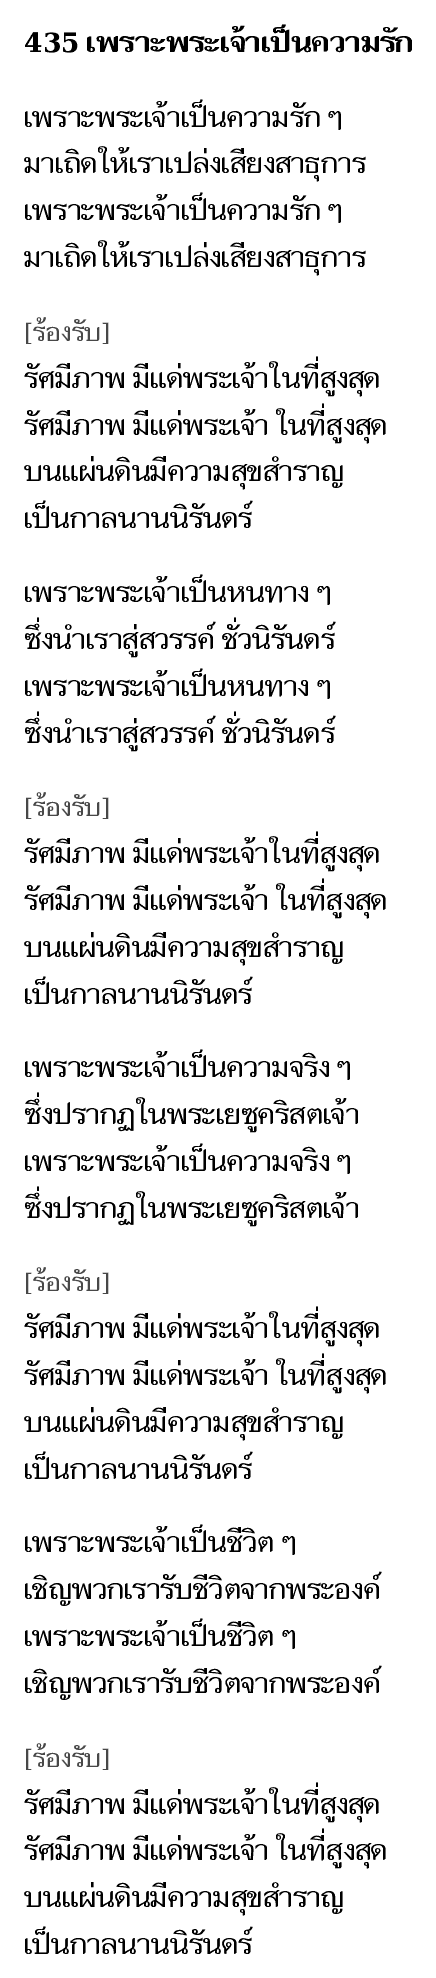 435 เพราะพระเจ้าเป็นความรัก
เพราะพระเจ้าเป็นความรัก ๆ
มาเถิดให้เราเปล่งเสียงสาธุการ
เพราะพระเจ้าเป็นความรัก ๆ
มาเถิดให้เราเปล่งเสียงสาธุการ
[ร้องรับ]
รัศมีภาพ มีแด่พระเจ้าในที่สูงสุด
รัศมีภาพ มีแด่พระเจ้า ในที่สูงสุด
บนแผ่นดินมีความสุขสำราญ
เป็นกาลนานนิรันดร์
เพราะพระเจ้าเป็นหนทาง ๆ
ซึ่งนำเราสู่สวรรค์ ชั่วนิรันดร์
เพราะพระเจ้าเป็นหนทาง ๆ
ซึ่งนำเราสู่สวรรค์ ชั่วนิรันดร์
[ร้องรับ]
รัศมีภาพ มีแด่พระเจ้าในที่สูงสุด
รัศมีภาพ มีแด่พระเจ้า ในที่สูงสุด
บนแผ่นดินมีความสุขสำราญ
เป็นกาลนานนิรันดร์
เพราะพระเจ้าเป็นความจริง ๆ
ซึ่งปรากฏในพระเยซูคริสตเจ้า
เพราะพระเจ้าเป็นความจริง ๆ
ซึ่งปรากฏในพระเยซูคริสตเจ้า
[ร้องรับ]
รัศมีภาพ มีแด่พระเจ้าในที่สูงสุด
รัศมีภาพ มีแด่พระเจ้า ในที่สูงสุด
บนแผ่นดินมีความสุขสำราญ
เป็นกาลนานนิรันดร์
เพราะพระเจ้าเป็นชีวิต ๆ
เชิญพวกเรารับชีวิตจากพระองค์
เพราะพระเจ้าเป็นชีวิต ๆ
เชิญพวกเรารับชีวิตจากพระองค์
[ร้องรับ]
รัศมีภาพ มีแด่พระเจ้าในที่สูงสุด
รัศมีภาพ มีแด่พระเจ้า ในที่สูงสุด
บนแผ่นดินมีความสุขสำราญ
เป็นกาลนานนิรันดร์